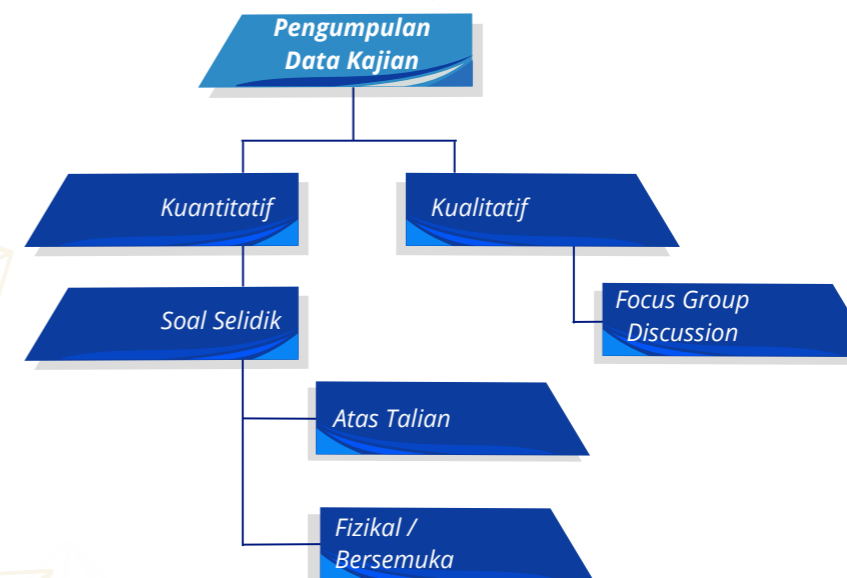 Pengumpulan
Data Kajian
Kuantitatif
Kualitatif
Soal Selidik
Focus Group
Discussion
Atas Talian
Fizikal /
Bersemuka